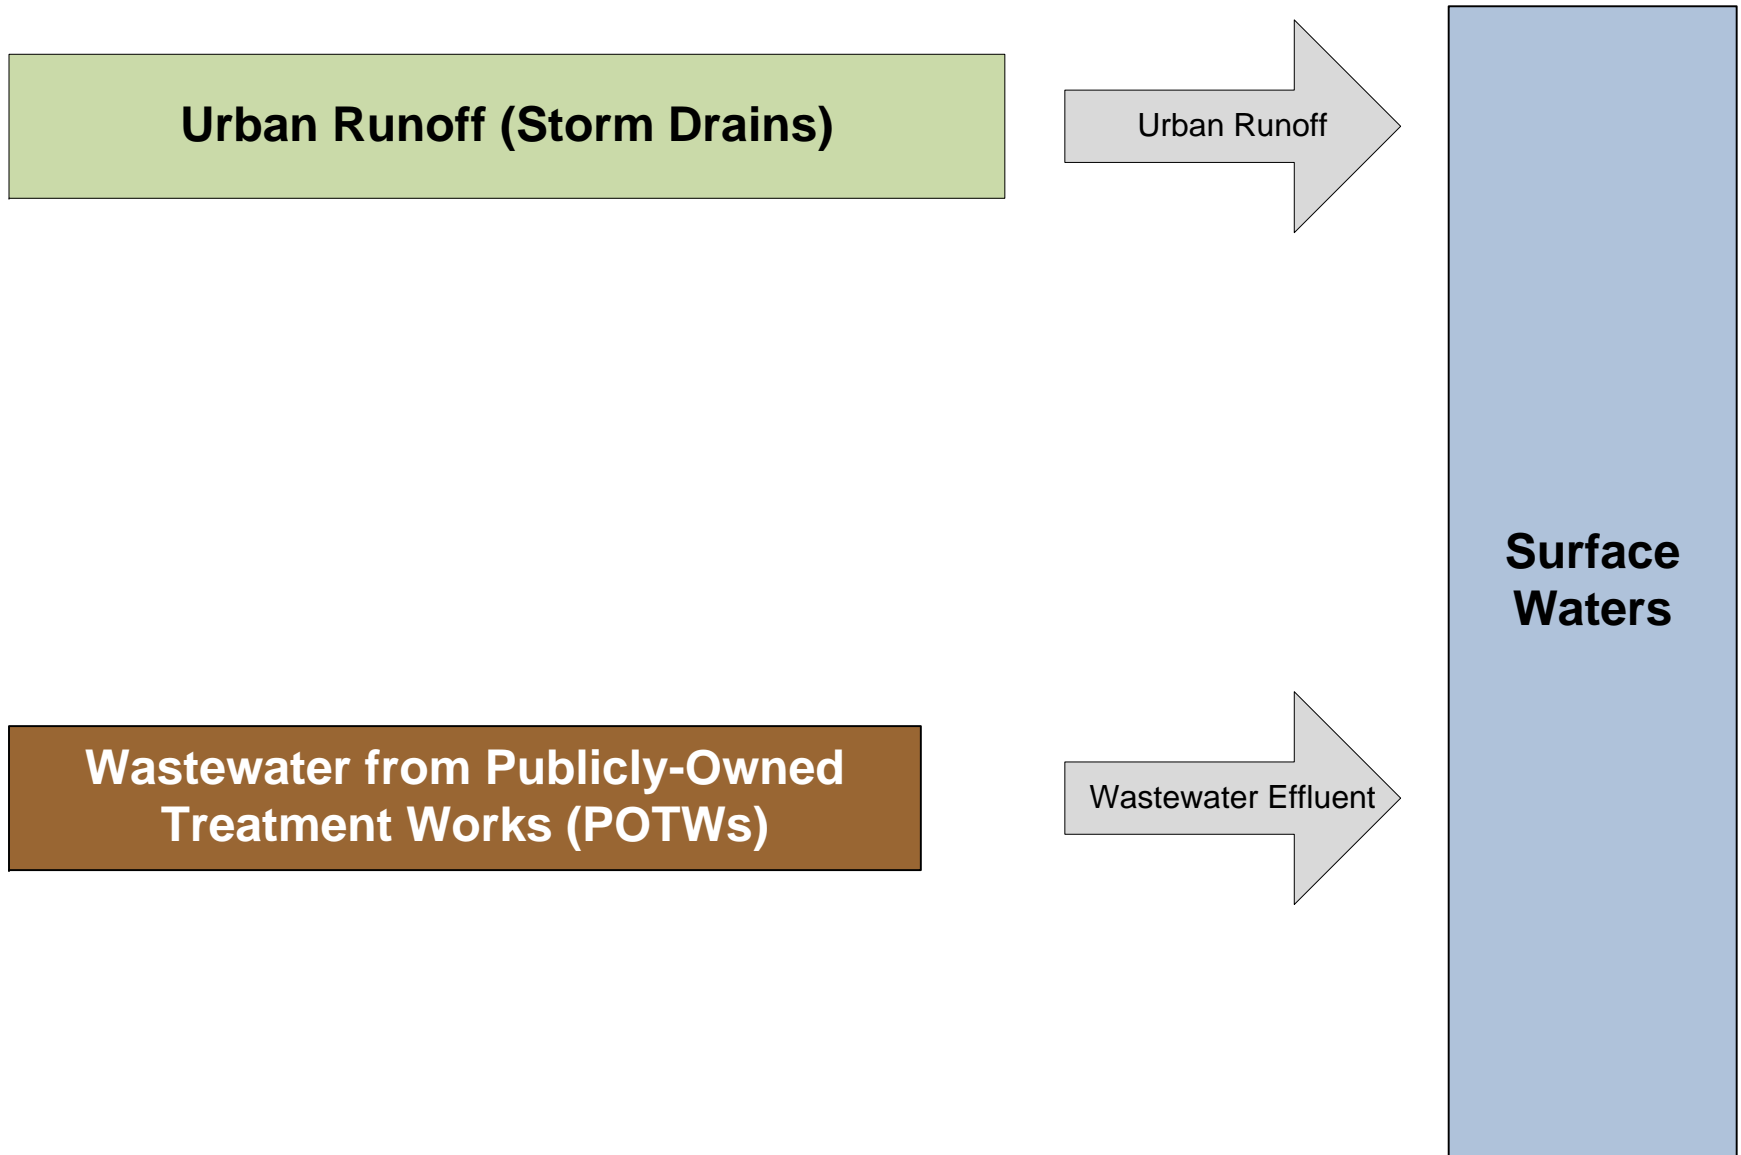 Urban Runoff (Storm Drains)
Urban Runoff
Surface
Waters
Wastewater from Publicly-Owned
Treatment Works (POTWs)
Wastewater Effluent